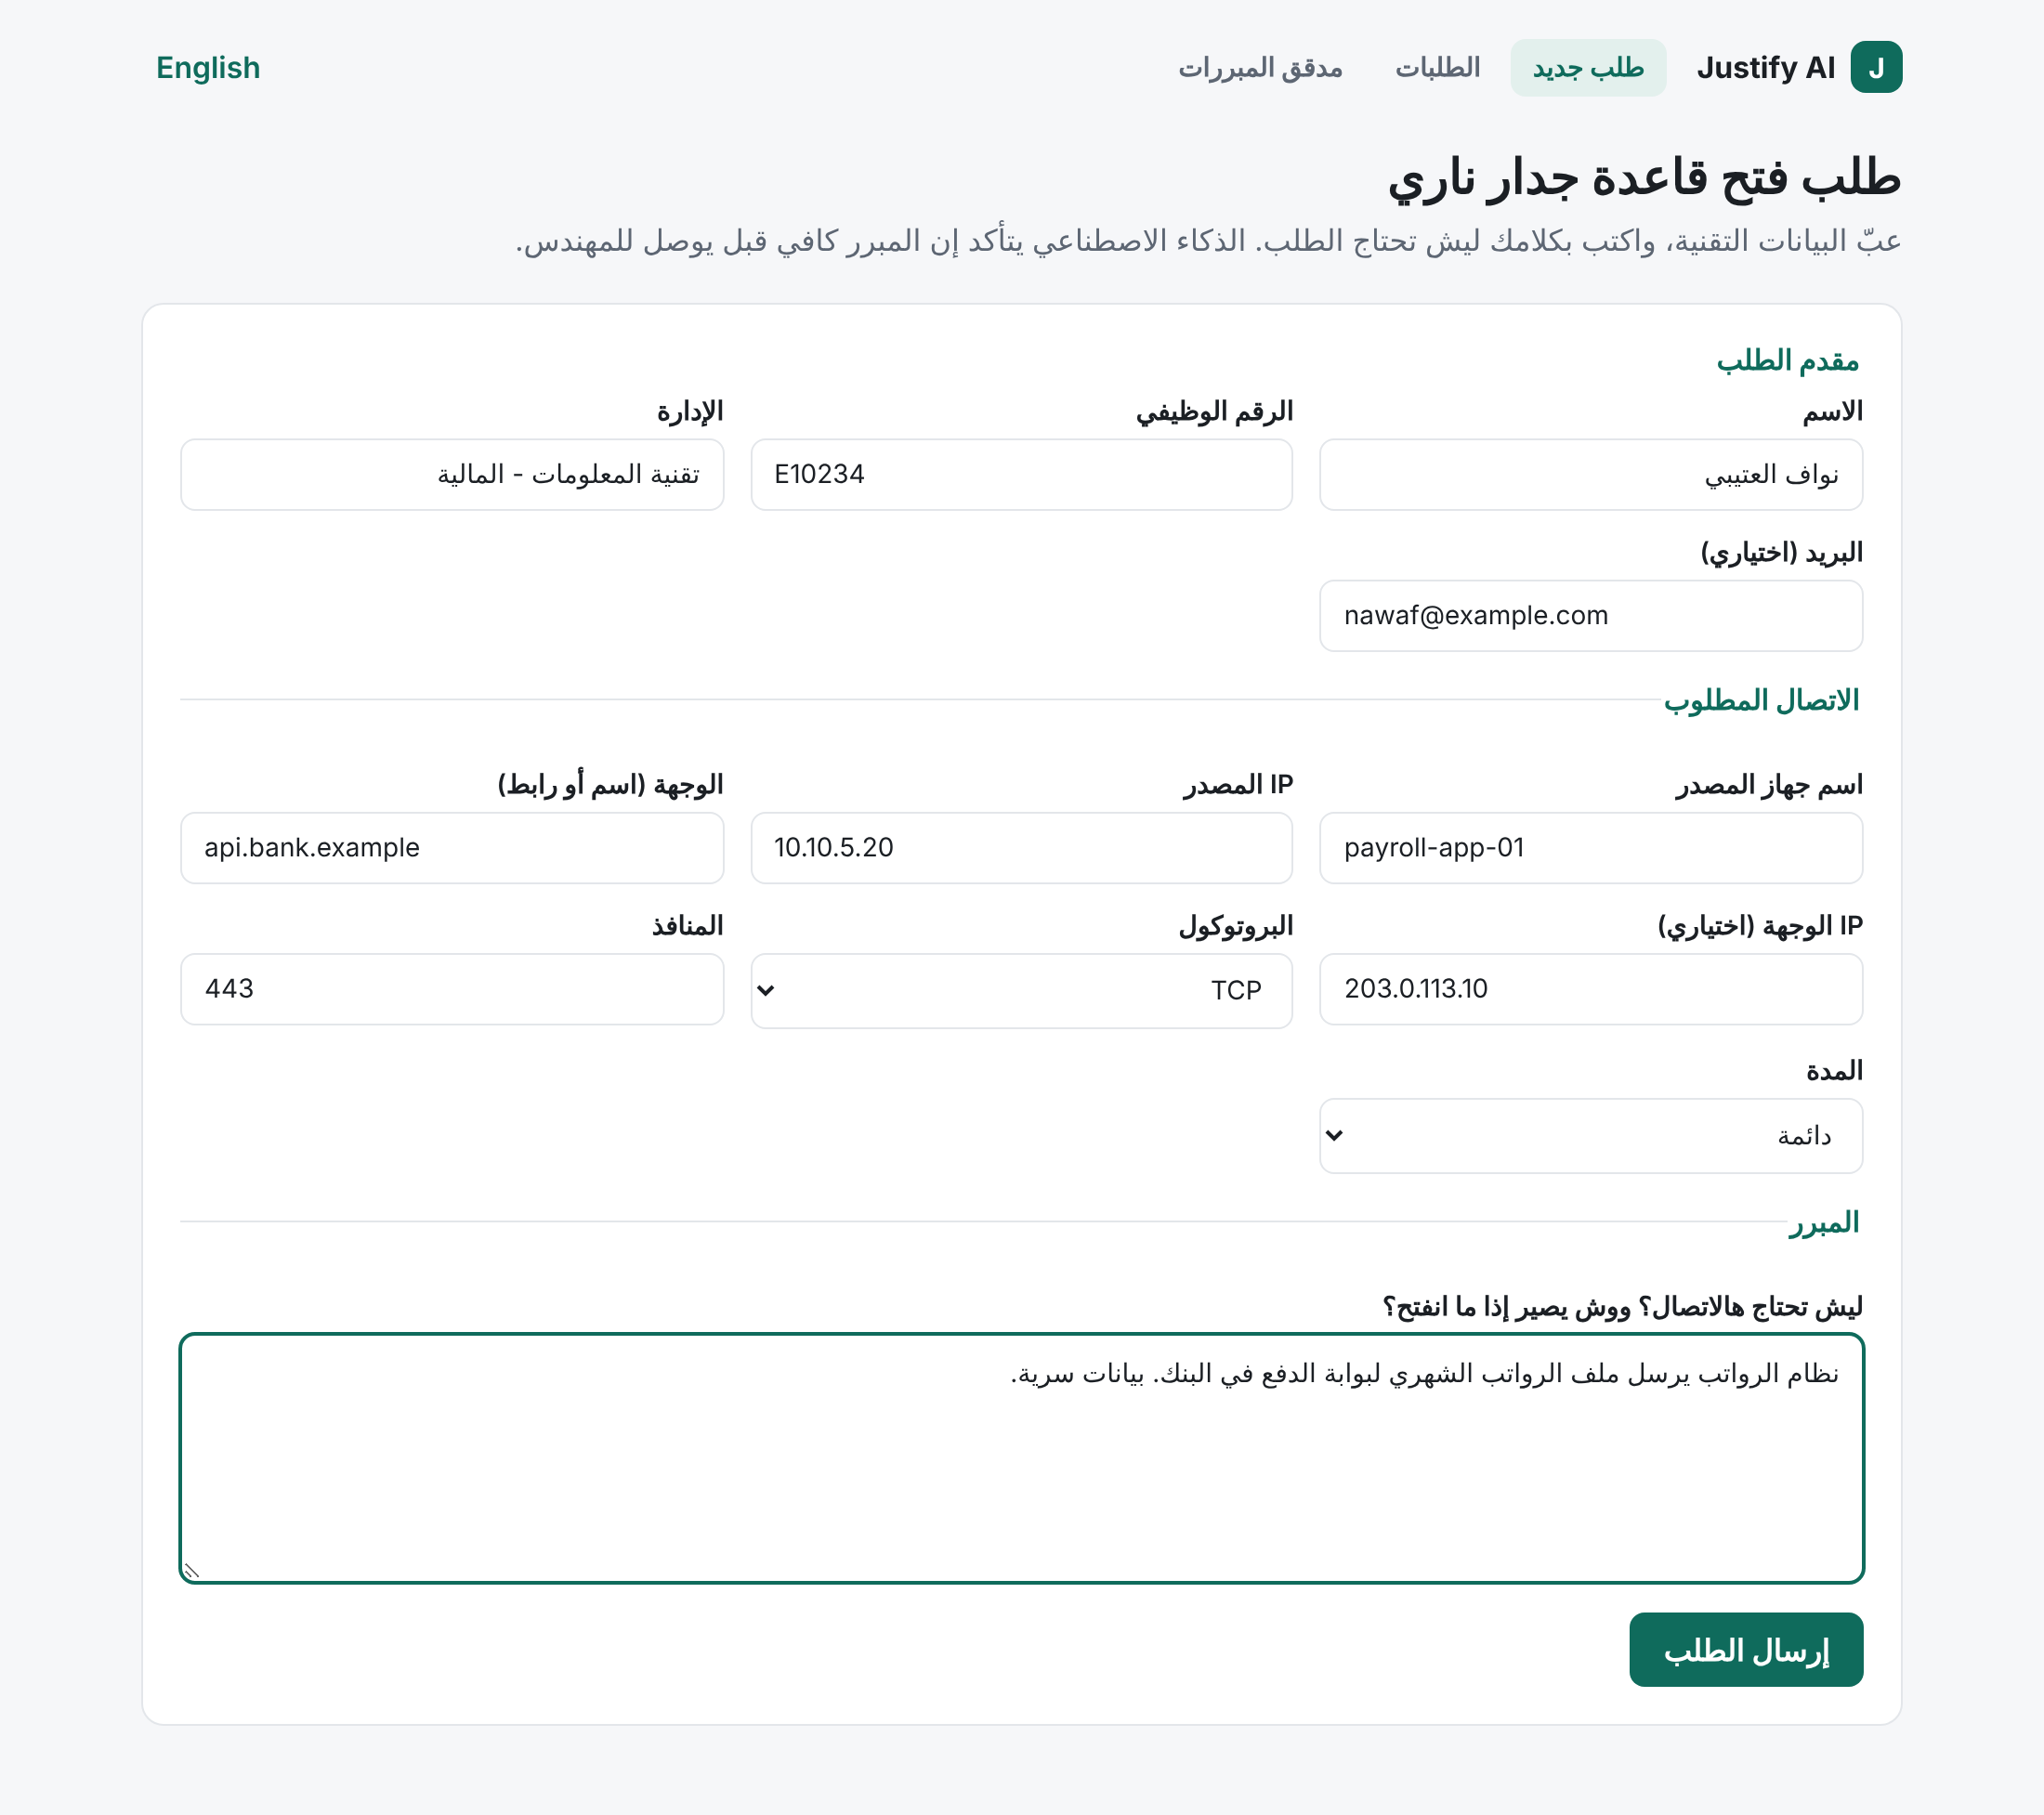 J Justify AI طلب جديد الطلبات مدقق المبررات English
طلب فتح قاعدة جدار ناري
عبّ البيانات التقنية، واكتب بكلامك ليش تحتاج الطلب. الذكاء الاصطناعي يتأكد إن المبرر كافي قبل يوصل للمهندس.
مقدم الطلب
الاسم الرقم الوظيفي الإدارة
نواف العتيبي E10234 تقنية المعلومات - المالية
البريد (اختياري)
nawaf@example.com
الاتصال المطلوب
اسم جهاز المصدر IP المصدر الوجهة (اسم أو رابط)
payroll-app-01 10.10.5.20 api.bank.example
IP الوجهة (اختياري) البروتوكول المنافذ
203.0.113.10 TCP 443
المدة
دائمة
المبرر
ليش تحتاج هالاتصال؟ ووش يصير إذا ما انفتح؟
نظام الرواتب يرسل ملف الرواتب الشهري لبوابة الدفع في البنك. بيانات سرية.
إرسال الطلب